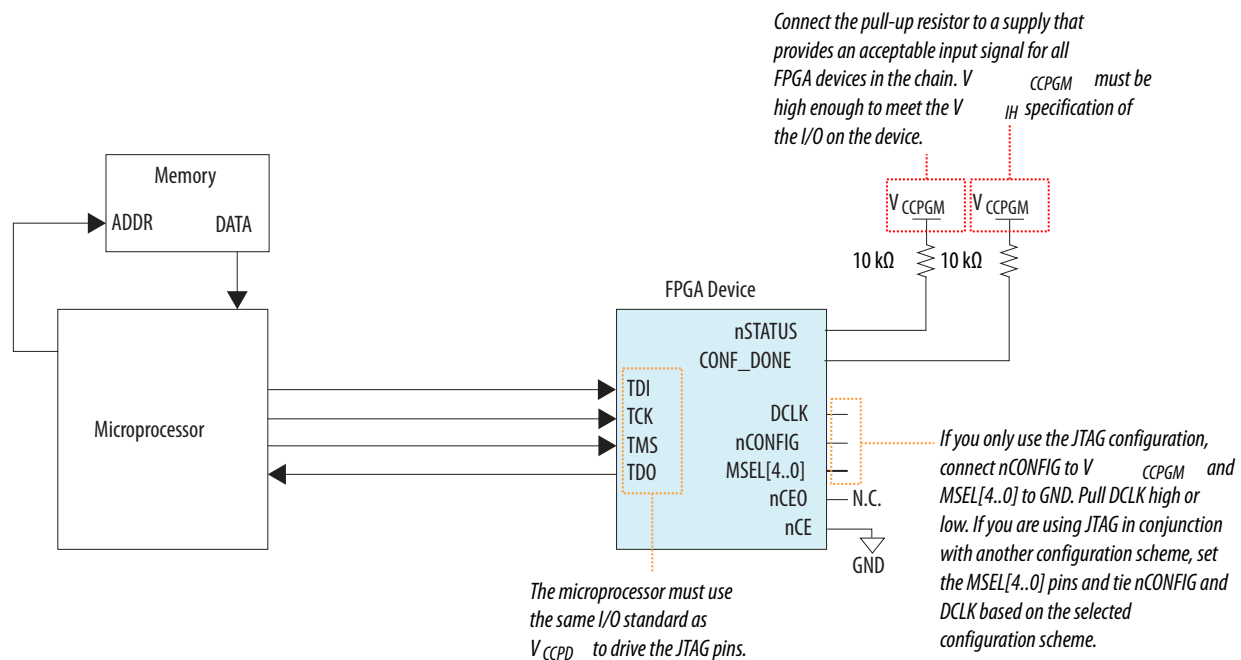 Connect the pull-up resistor to a supply that
provides an acceptable input signal for all
FPGA devices in the chain. V CCPGM must be
high enough to meet the V IH specification of
the I/O on the device.
Memory
ADDR
DATA
V CCPGM
V CCPGM
10 kΩ
10 kΩ
FPGA Device
nSTATUS
CONF_DONE
Microprocessor
TDI
TCK
TMS
TDO
DCLK
nCONFIG
MSEL[4..0]
nCEO
N.C.
nCE
GND
If you only use the JTAG configuration,
connect nCONFIG to V CCPGM and
MSEL[4..0] to GND. Pull DCLK high or
low. If you are using JTAG in conjunction
with another configuration scheme, set
the MSEL[4..0] pins and tie nCONFIG and
DCLK based on the selected
configuration scheme.
The microprocessor must use
the same I/O standard as
V CCPD to drive the JTAG pins.